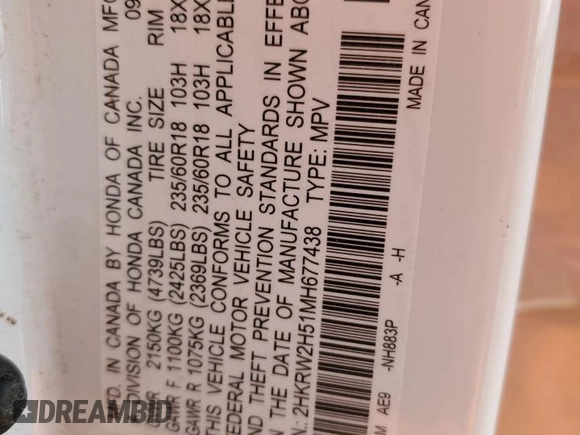 FD. IN CANADA BY HONDA OF CANADA MFG
DIVISION OF HONDA CANADA INC. 09
2150KG (4739LBS) TIRE SIZE RIM
GAWR F 1100KG (2425LBS) 235/60R18 103H 18X
GAWR R 1075KG (2369LBS) 235/60R18 103H 18X
THIS VEHICLE CONFORMS TO ALL APPLICABL
FEDERAL MOTOR VEHICLE SAFETY
AND THEFT PREVENTION STANDARDS IN EFFE
N THE DATE OF MANUFACTURE SHOWN ABO
N.: 2HKRW2H51MH677438 TYPE: MPV
M AE9 -NH883P -A -H
MADE IN CAN
DREAMBID